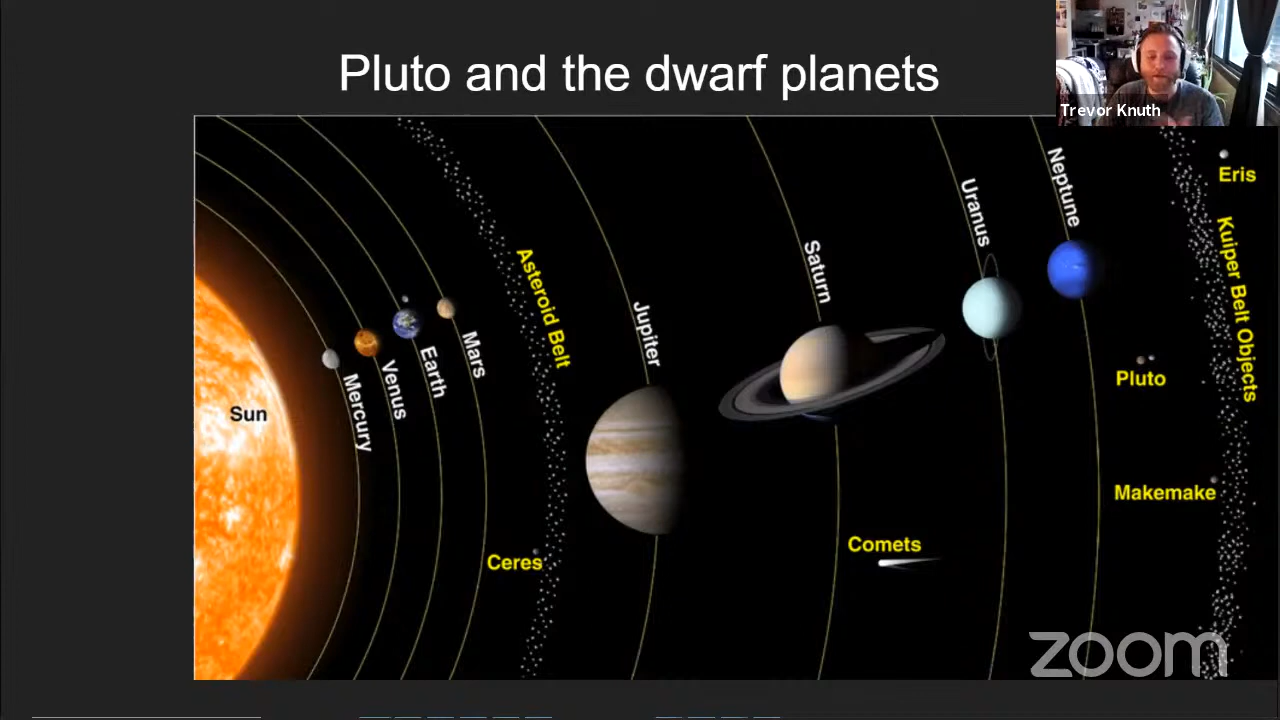 Pluto and the dwarf planets
Trevor Knuth
Sun
Mercury
Venus
Earth
Mars
Asteroid Belt
Ceres
Jupiter
Saturn
Comets
Uranus
Neptune
Pluto
Makemake
Eris
Kuiper Belt Objects
zoom